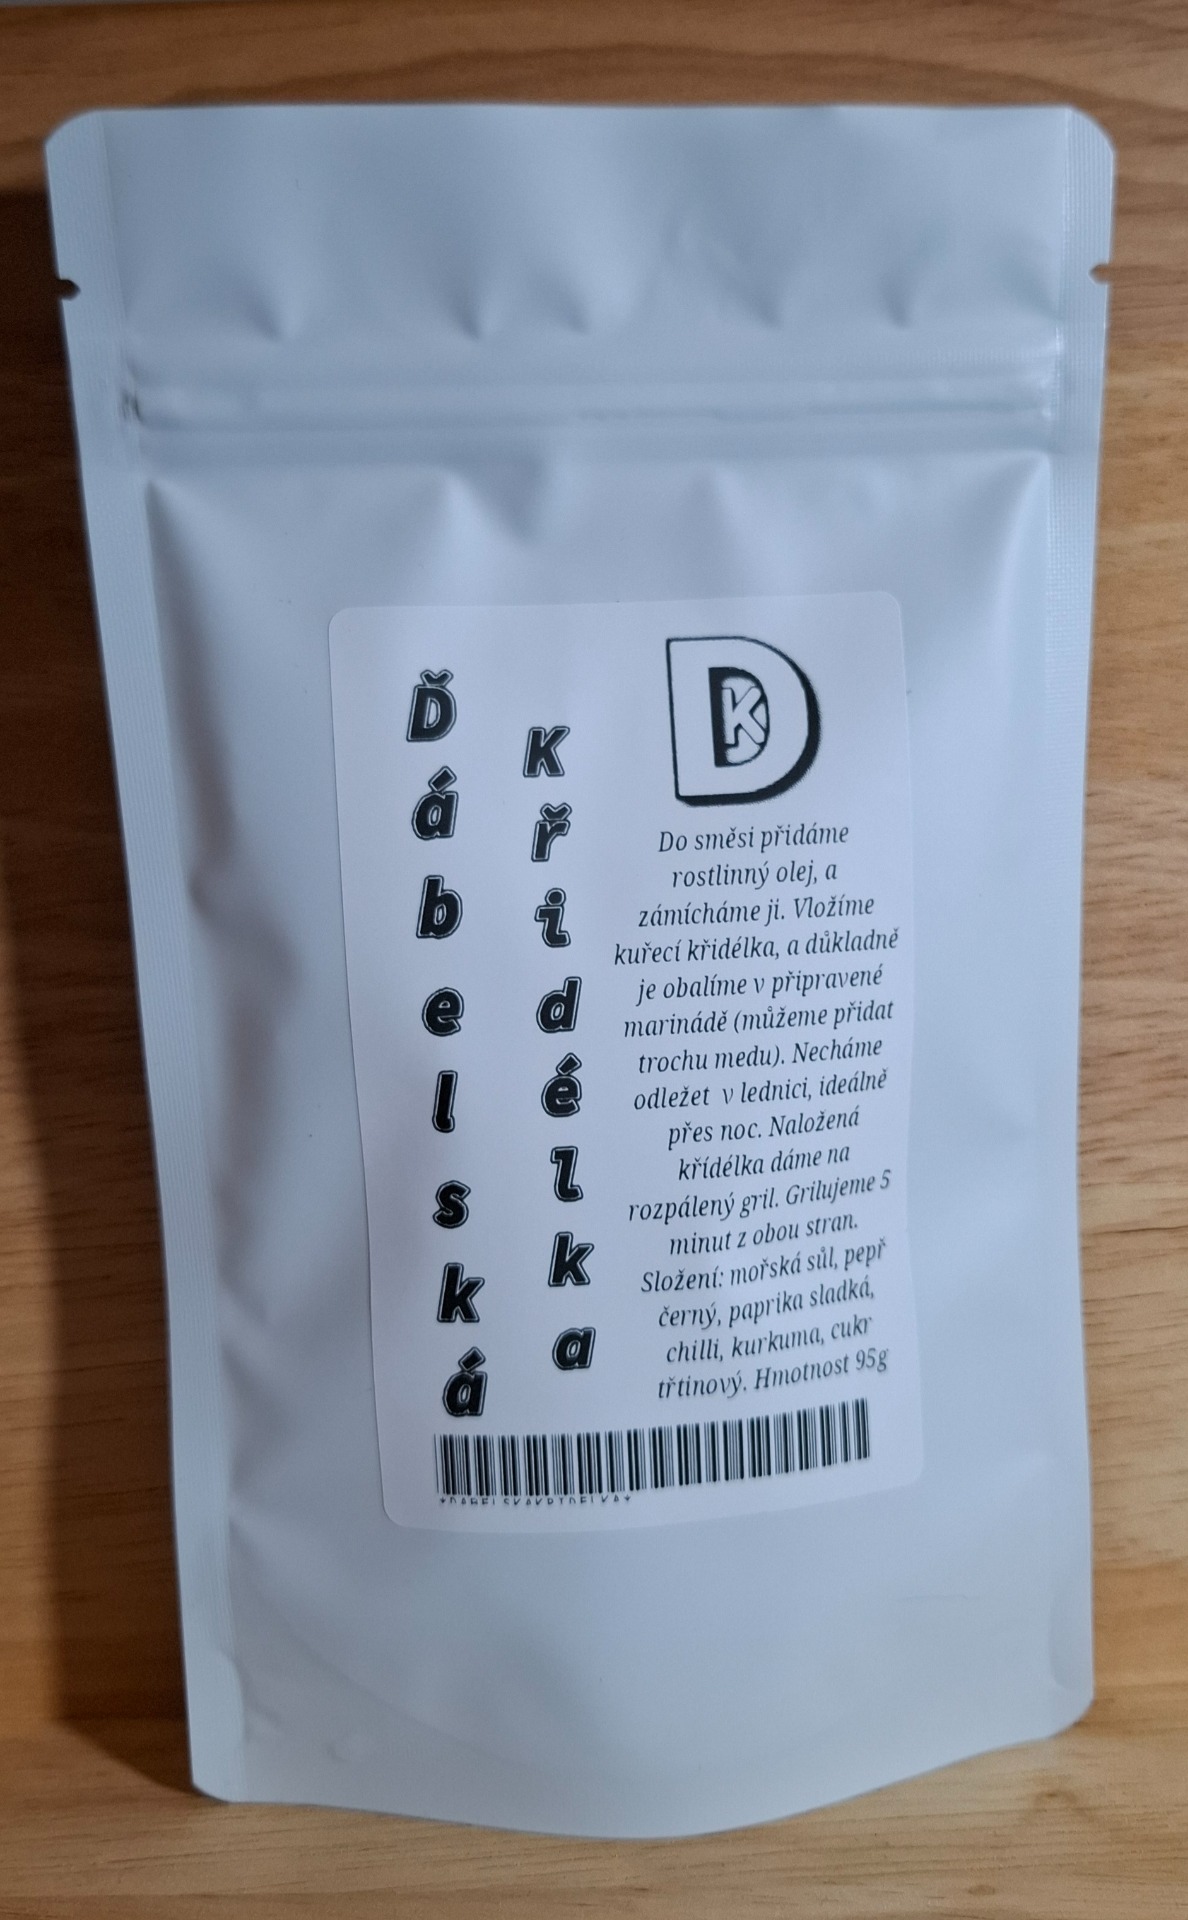 Ďábelská
Křidélka
DK
Do směsi přidáme
rostlinný olej, a
zámícháme ji. Vložíme
kuřecí křidélka, a důkladně
je obalíme v připravené
marinádě (můžeme přidat
trochu medu). Necháme
odležet v lednici, ideálně
přes noc. Naložená
křídélka dáme na
rozpálený gril. Grilujeme 5
minut z obou stran.
Složení: mořská sůl, pepř
černý, paprika sladká,
chilli, kurkuma, cukr
třtinový. Hmotnost 95g
*DABELSKAKRIDELKA*